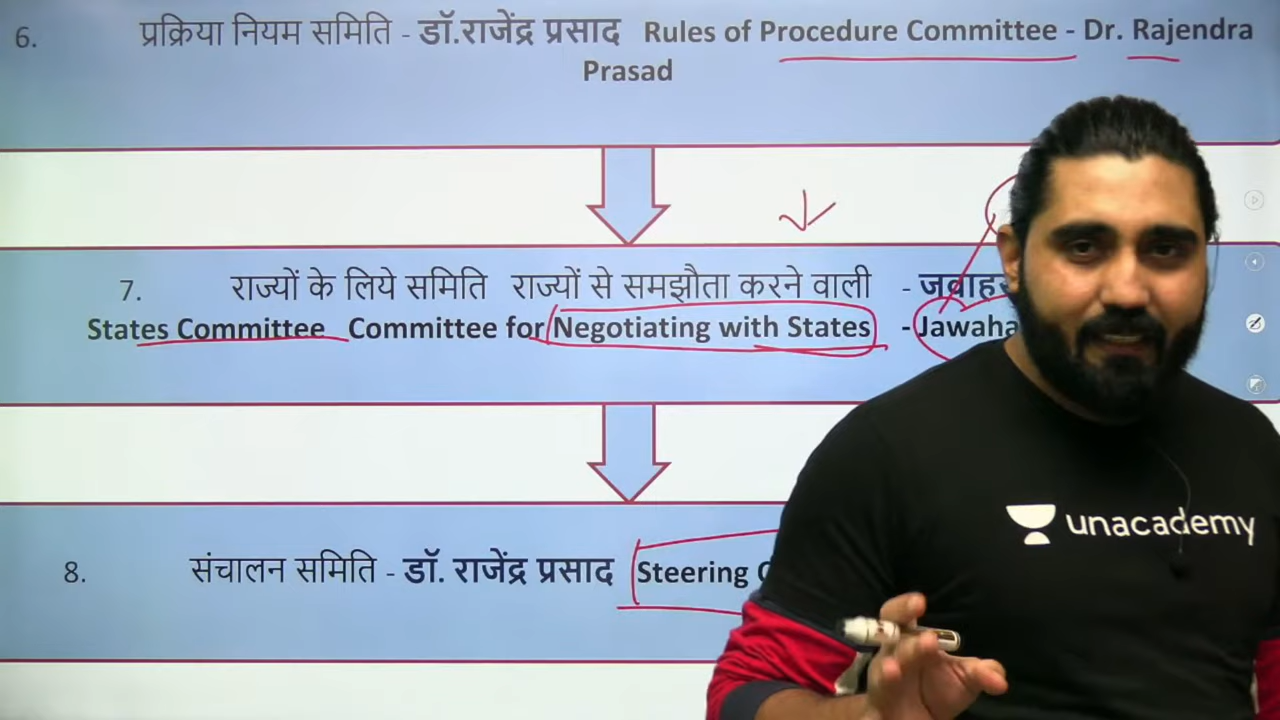 6. प्रक्रिया नियम समिति - डॉ.राजेंद्र प्रसाद Rules of Procedure Committee - Dr. Rajendra
Prasad
7. राज्यों के लिये समिति राज्यों से समझौता करने वाली -
States Committee Committee for Negotiating with States -
8. संचालन समिति - डॉ. राजेंद्र प्रसाद Steering
unacademy